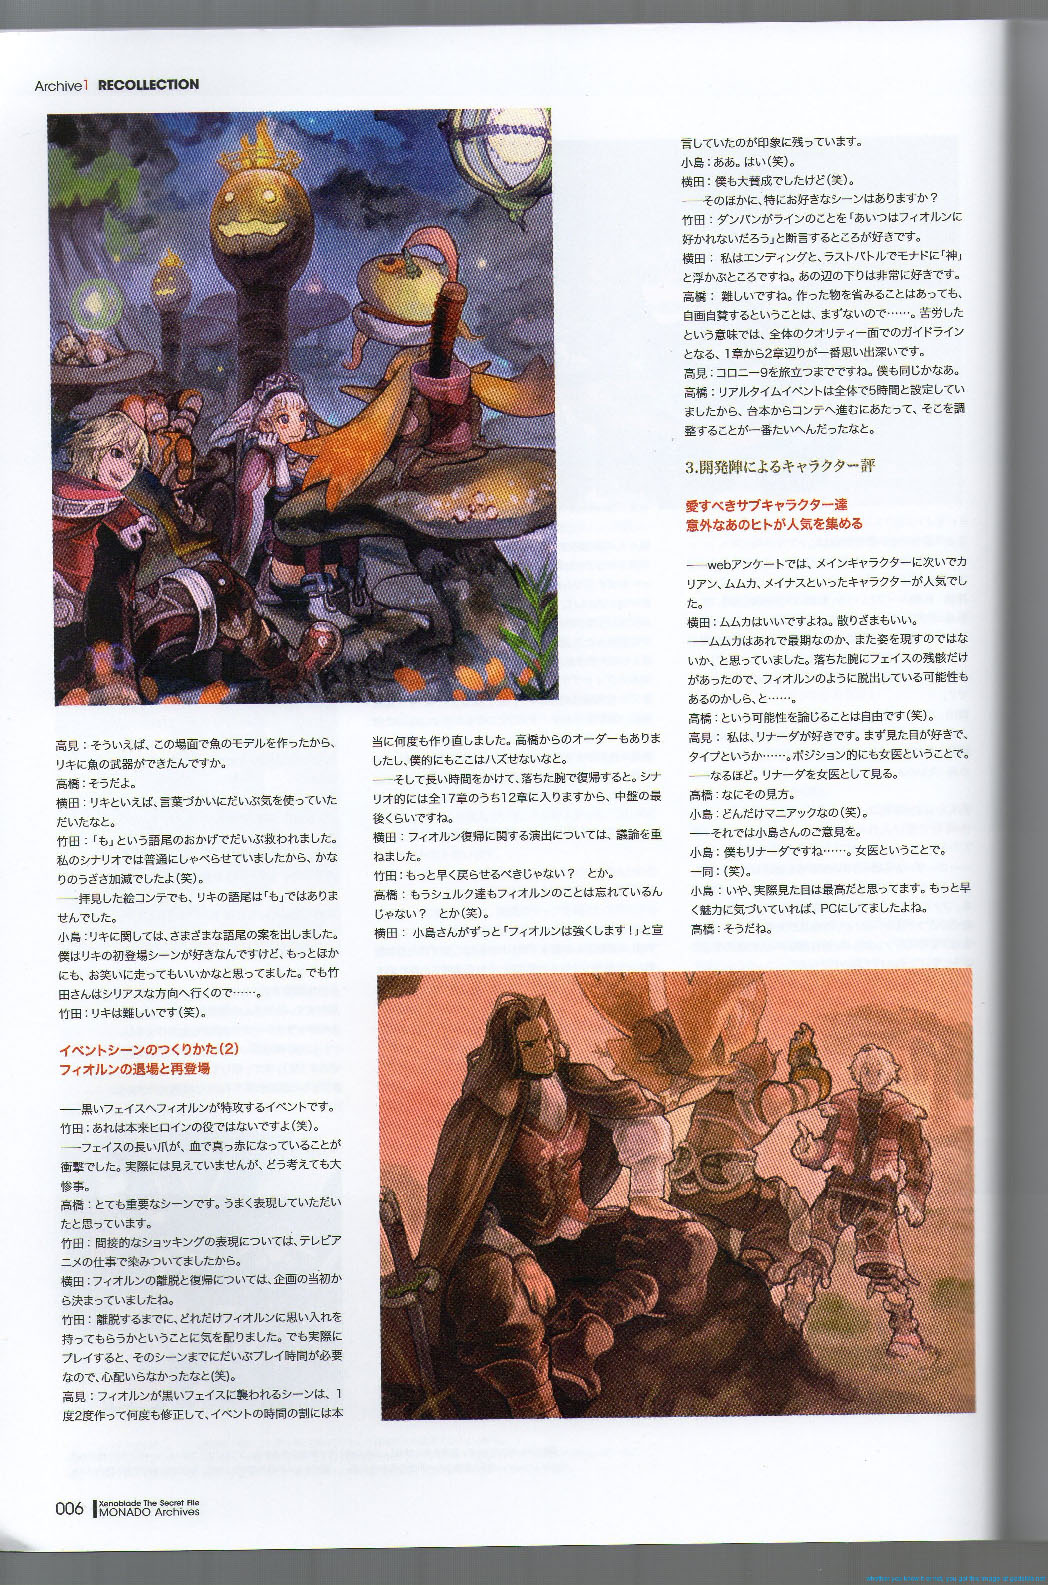 Archive1 RECOLLECTION
高見：そういえば、この場面で魚のモデルを作ったから、
リキに魚の武器ができたんですか。
高橋：そうだよ。
横田：リキといえば、言葉づかいにだいぶ気を使っていた
だいたなと。
竹田：「も」という語尾のおかげでだいぶ救われました。
私のシナリオでは普通にしゃべらせていましたから、かな
りのうざさ加減でしたよ(笑)。
――拝見した絵コンテでも、リキの語尾は「も」ではありま
せんでした。
小島：リキに関しては、さまざまな語尾の案を出しました。
僕はリキの初登場シーンが好きなんですけど、もっとほか
にも、お笑いに走ってもいいかなと思ってました。でも竹
田さんはシリアスな方向へ行くので……。
竹田：リキは難しいです(笑)。
イベントシーンのつくりかた(2)
フィオルンの退場と再登場
――黒いフェイスへフィオルンが特攻するイベントです。
竹田：あれは本来ヒロインの役ではないですよ(笑)。
――フェイスの長い爪が、血で真っ赤になっていることが
衝撃でした。実際には見えていませんが、どう考えても大
惨事。
高橋：とても重要なシーンです。うまく表現していただい
たと思っています。
竹田：間接的なショッキングの表現については、テレビア
ニメの仕事で染みついてましたから。
横田：フィオルンの離脱と復帰については、企画の当初か
ら決まっていましたね。
竹田：離脱するまでに、どれだけフィオルンに思い入れを
持ってもらうかということに気を配りました。でも実際に
プレイすると、そのシーンまでにだいぶプレイ時間が必要
なので、心配いらなかったなと(笑)。
高見：フィオルンが黒いフェイスに襲われるシーンは、1
度2度作って何度も修正して、イベントの時間の割には本
当に何度も作り直しました。高橋からのオーダーもありま
したし、僕的にもここはハズせないなと。
――そして長い時間をかけて、落ちた腕で復帰すると。シナ
リオ的には全17章のうち12章に入りますから、中盤の最
後くらいですね。
横田：フィオルン復帰に関する演出については、議論を重
ねました。
竹田：もっと早く戻らせるべきじゃない？ とか。
高橋：もうシュルク達もフィオルンのことは忘れているん
じゃない？ とか(笑)。
横田： 小島さんがずっと「フィオルンは強くします！」と宣
言していたのが印象に残っています。
小島：ああ。はい(笑)。
横田：僕も大賛成でしたけど(笑)。
――そのほかに、特にお好きなシーンはありますか？
竹田：ダンバンがラインのことを「あいつはフィオルンに
好かれないだろう」と断言するところが好きです。
横田： 私はエンディングと、ラストバトルでモナドに「神」
と浮かぶところですね。あの辺の下りは非常に好きです。
高橋： 難しいですね。作った物を省みることはあっても、
自画自賛するということは、まずないので……。苦労した
という意味では、全体のクオリティー面でのガイドライン
となる、1章から2章辺りが一番思い出深いです。
高見：コロニー9を旅立つまでですね。僕も同じかなあ。
高橋：リアルタイムイベントは全体で5時間と設定してい
ましたから、台本からコンテへ進むにあたって、そこを調
整することが一番たいへんだったなと。
3.開発陣によるキャラクター評
愛すべきサブキャラクター達
意外なあのヒトが人気を集める
――webアンケートでは、メインキャラクターに次いでカ
リアン、ムムカ、メイナスといったキャラクターが人気でし
た。
横田：ムムカはいいですよね。散りざまもいい。
――ムムカはあれで最期なのか、また姿を現すのではな
いか、と思っていました。落ちた腕にフェイスの残骸だけ
があったので、フィオルンのように脱出している可能性も
あるのかしら、と……。
高橋：という可能性を論じることは自由です(笑)。
高見： 私は、リナーダが好きです。まず見た目が好きで、
タイプというか……。ポジション的にも女医ということで。
――なるほど。リナーダを女医として見る。
高橋：なにその見方。
小島：どんだけマニアックなの(笑)。
――それでは小島さんのご意見を。
小島：僕もリナーダですね……。女医ということで。
一同：(笑)。
小島：いや、実際見た目は最高だと思ってます。もっと早
く魅力に気づいていれば、PCにしてましたよね。
高橋：そうだね。
006 Xenoblade The Secret File
MONADO Archives